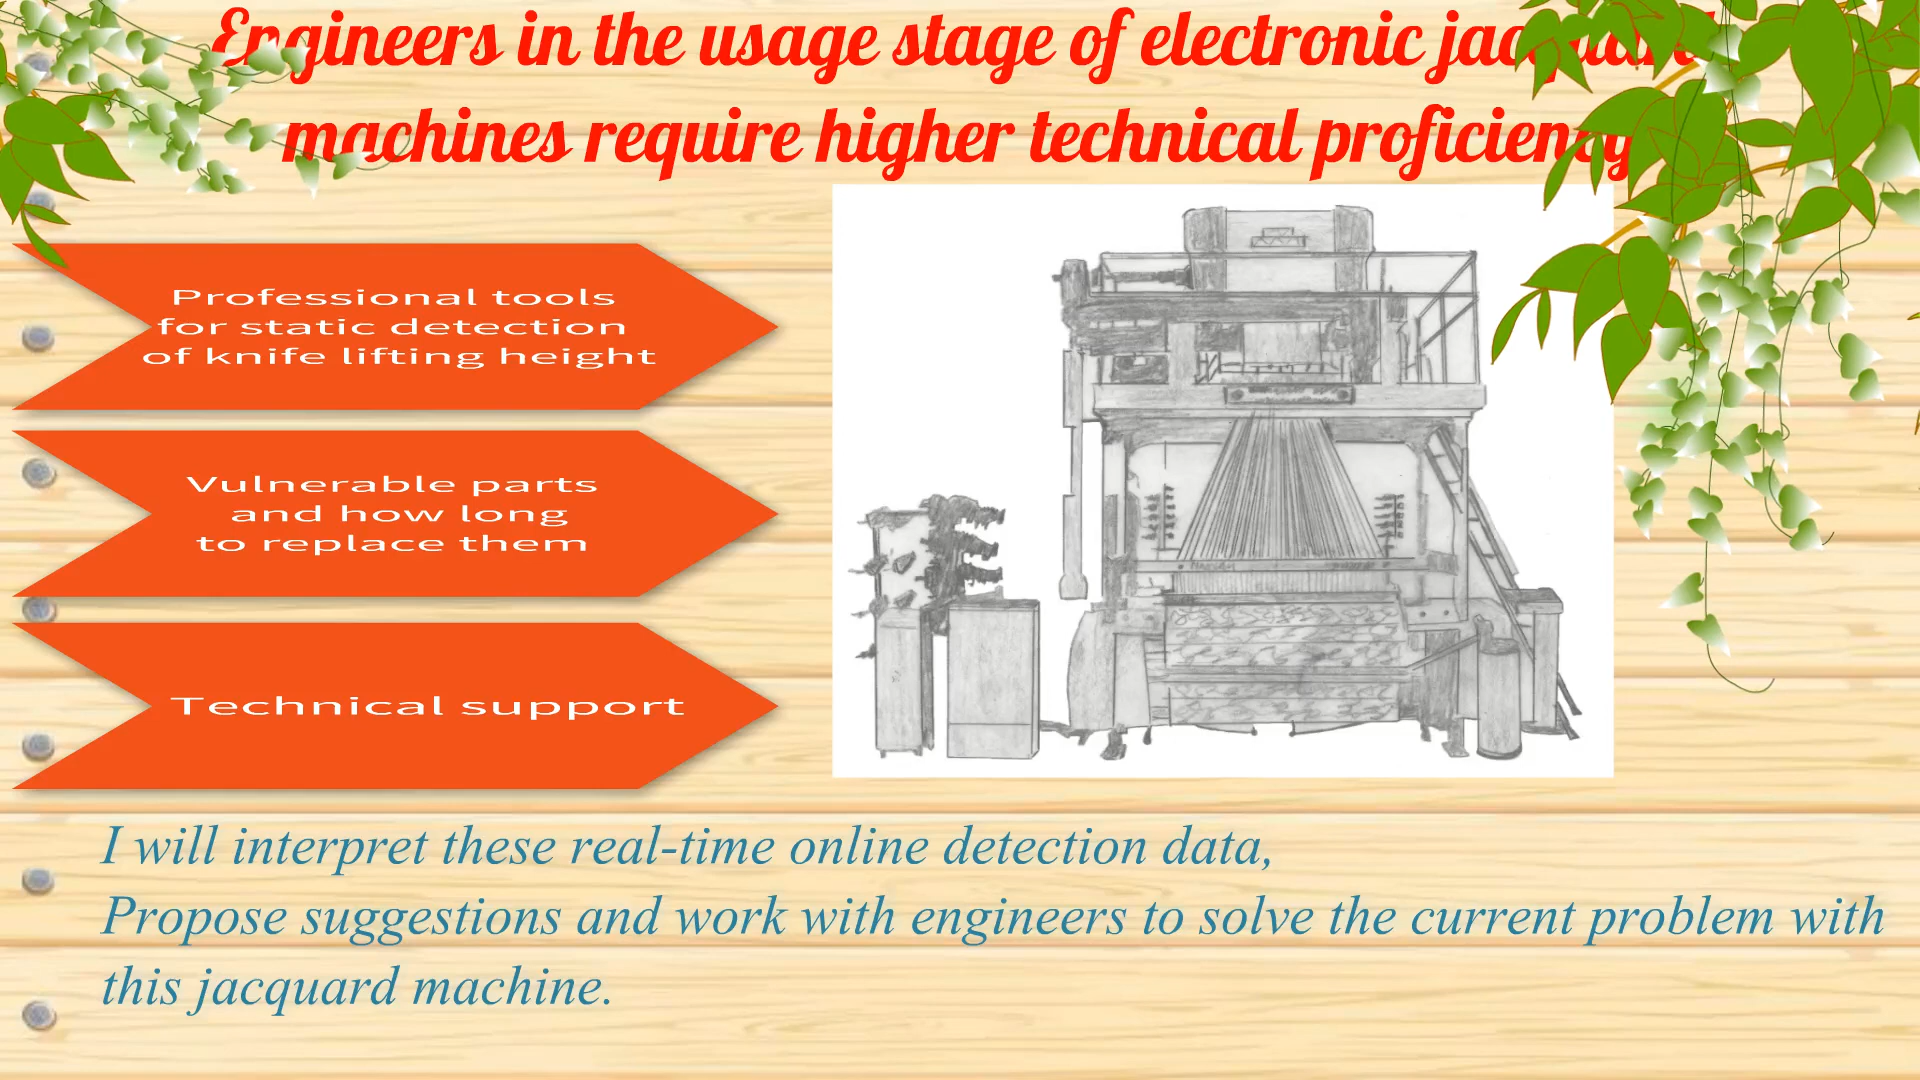 Engineers in the usage stage of electronic jacquard
machines require higher technical proficiency
Professional tools
for static detection
of knife lifting height
Vulnerable parts
and how long
to replace them
Technical support
I will interpret these real-time online detection data,
Propose suggestions and work with engineers to solve the current problem with
this jacquard machine.